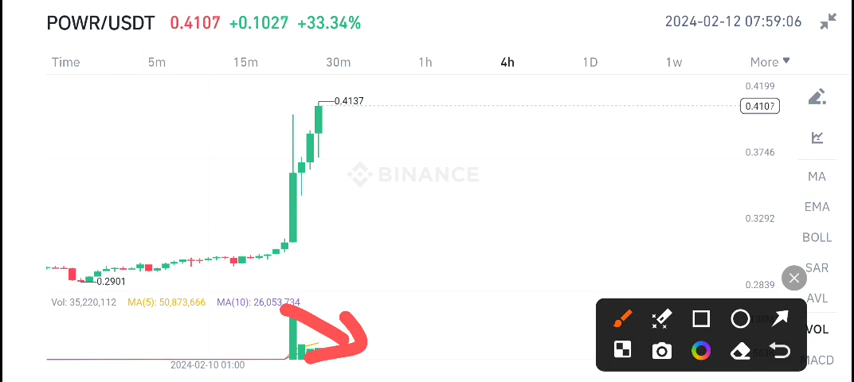 POWR/USDT 0.4107 +0.1027 +33.34% 2024-02-12 07:59:06
Time 5m 15m 30m 1h 4h 1D 1w More
0.4199
0.4137
0.4107
0.3746
BINANCE
MA
0.3292
EMA
BOLL
SAR
0.2901
0.2839
AVL
Vol: 35,220,112 MA(5): 50,873,666 MA(10): 26,053,734
VOL
MACD
2024-02-10 01:00